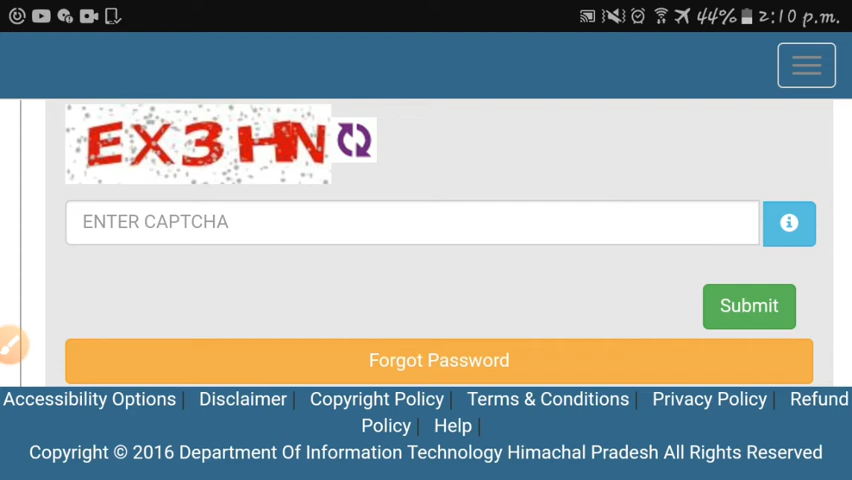 44% 2:10 p.m.
EX3HN
ENTER CAPTCHA
Submit
Forgot Password
Accessibility Options | Disclaimer | Copyright Policy | Terms & Conditions | Privacy Policy | Refund
Policy | Help |
Copyright © 2016 Department Of Information Technology Himachal Pradesh All Rights Reserved